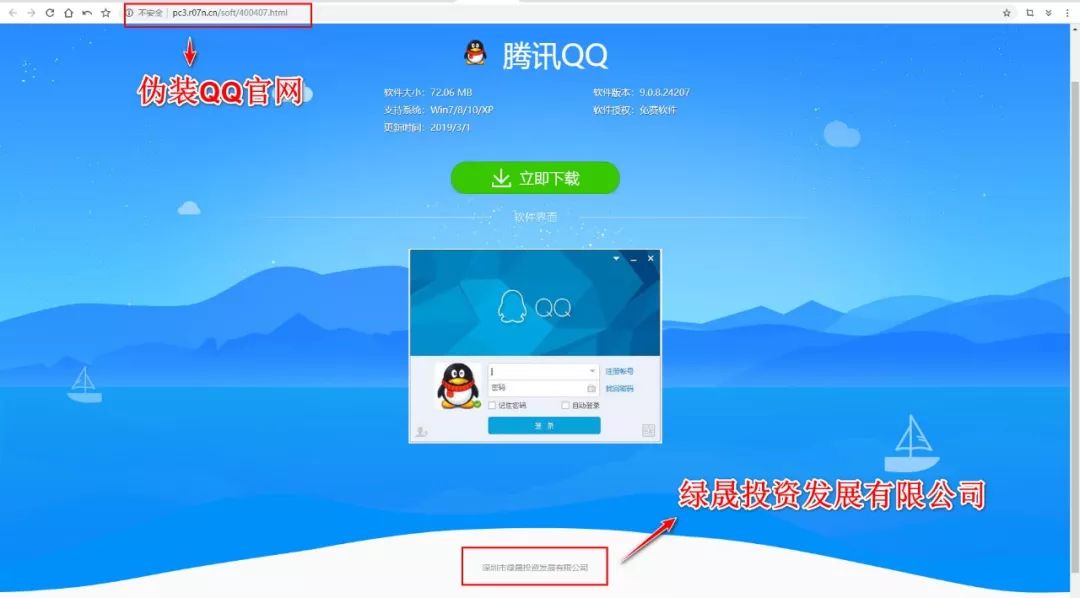 不安全 | pc3.r07n.cn/soft/400407.html
伪装QQ官网
腾讯QQ
软件大小：72.06 MB
软件版本：9.0.8.24207
支持系统：Win7/8/10/XP
软件授权：免费软件
更新时间：2019/3/1
立即下载
软件界面
QQ
注册帐号
密码
找回密码
记住密码
自动登录
登 录
绿晟投资发展有限公司
深圳市绿晟投资发展有限公司